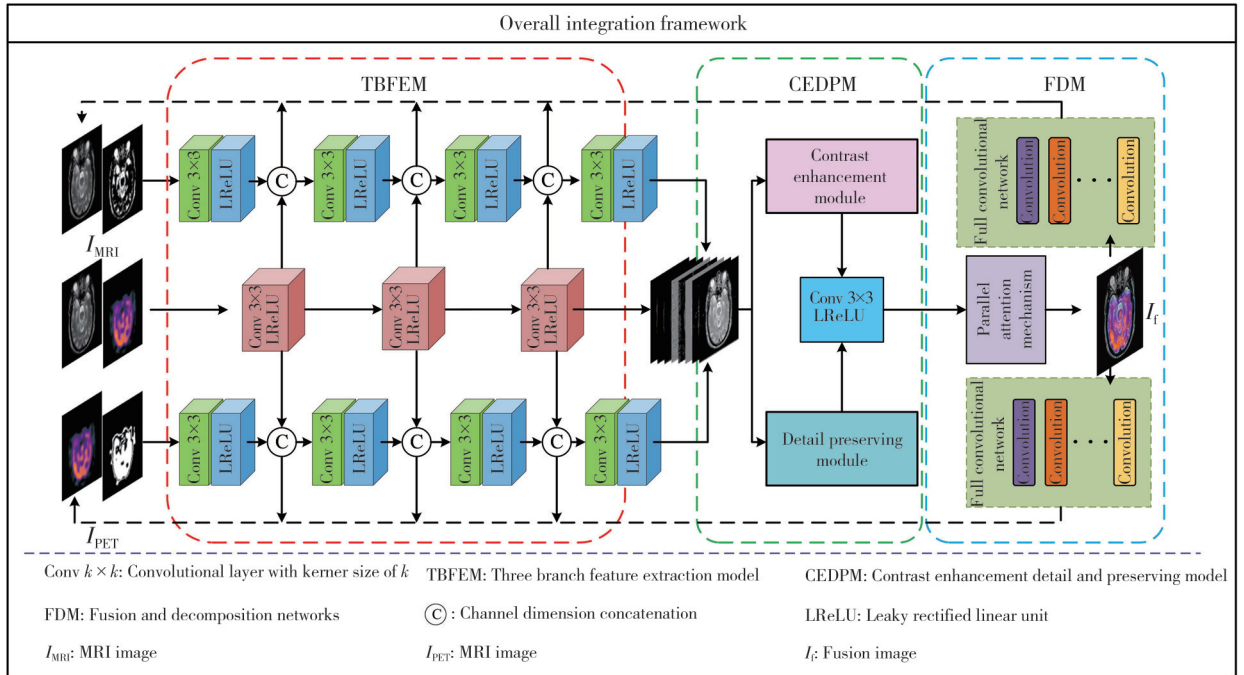 Overall integration framework
TBFEM
CEDPM
FDM
Conv 3×3
LReLU
C
Conv 3×3
LReLU
C
Conv 3×3
LReLU
C
Conv 3×3
LReLU
I_MRI
Conv 3×3
LReLU
Conv 3×3
LReLU
Conv 3×3
LReLU
Conv 3×3
LReLU
C
Conv 3×3
LReLU
C
Conv 3×3
LReLU
C
Conv 3×3
LReLU
I_PET
Contrast
enhancement
module
Conv 3×3
LReLU
Detail preserving
module
Full convolutional
network
Convolution
Convolution
· · ·
Convolution
Parallel
attention
mechanism
I_f
Full convolutional
network
Convolution
Convolution
· · ·
Convolution
Conv k × k: Convolutional layer with kerner size of k
TBFEM: Three branch feature extraction model
CEDPM: Contrast enhancement detail and preserving model
FDM: Fusion and decomposition networks
C : Channel dimension concatenation
LReLU: Leaky rectified linear unit
I_MRI: MRI image
I_PET: MRI image
I_f: Fusion image